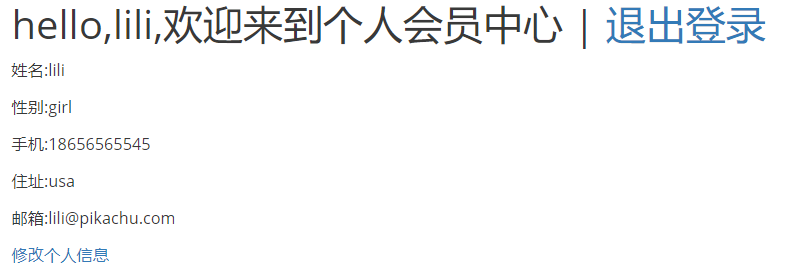 hello,lili,欢迎来到个人会员中心 | 退出登录
姓名:lili
性别:girl
手机:18656565545
住址:usa
邮箱:lili@pikachu.com
修改个人信息